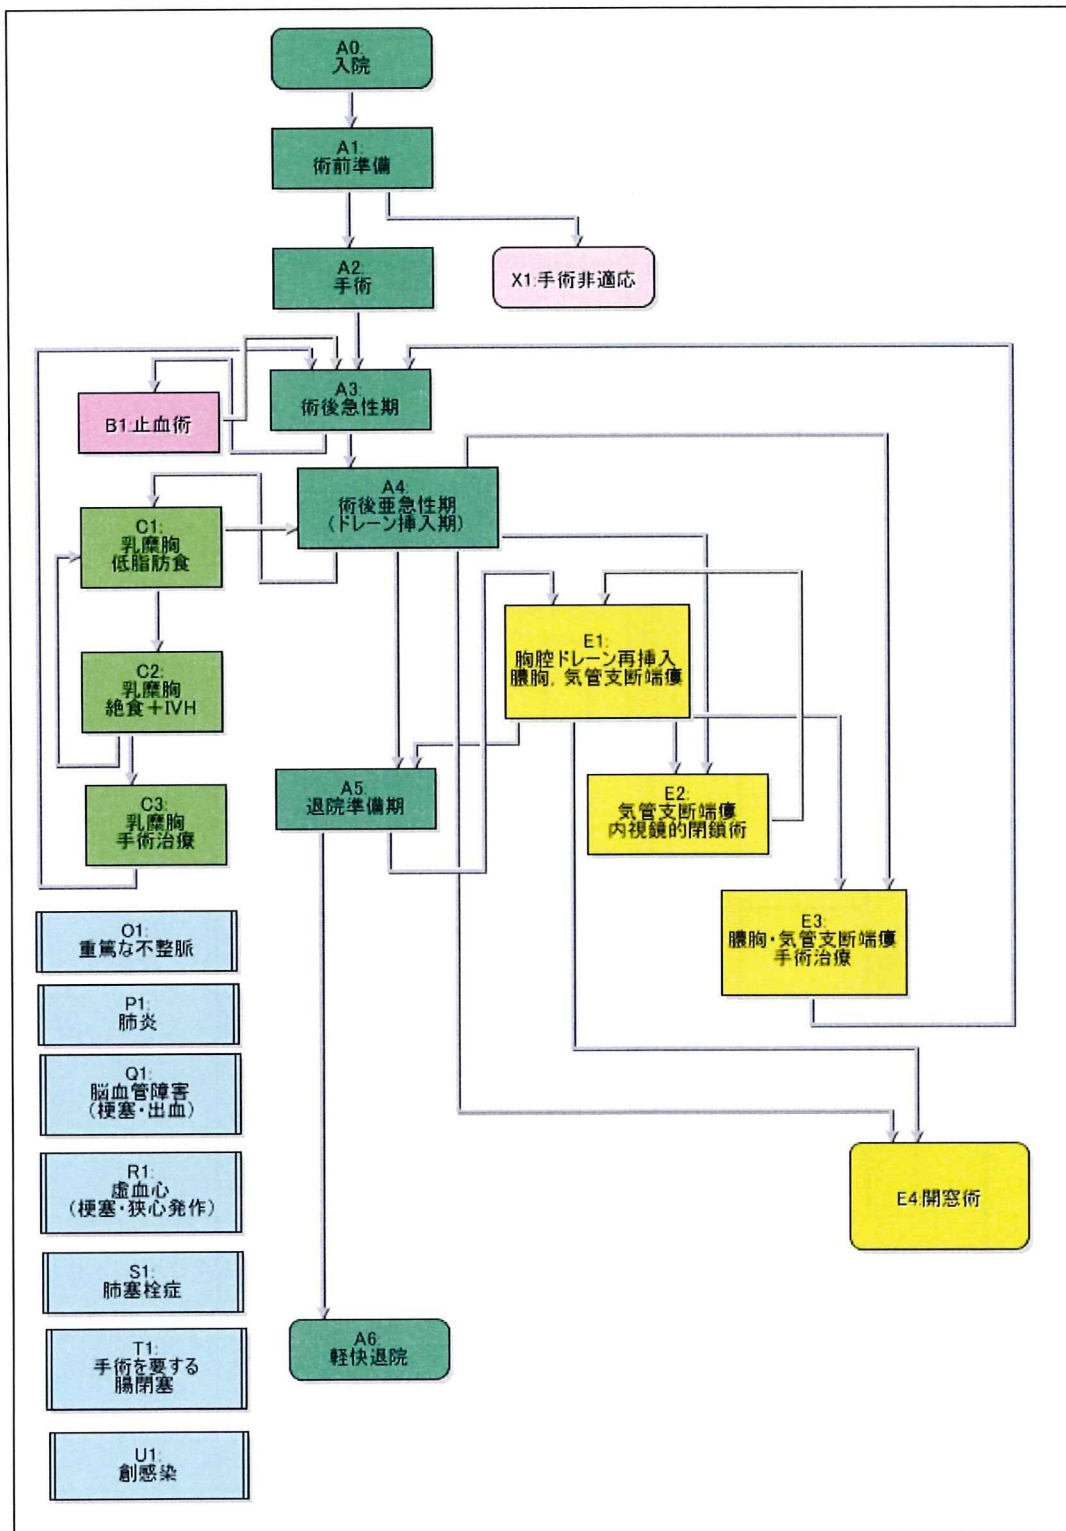 A0:
入院
A1:
術前準備
A2:
手術
X1:手術非適応
A3:
術後急性期
B1:止血術
A4:
術後亜急性期
(ドレーン挿入期)
C1:
乳糜胸
低脂肪食
E1:
胸腔ドレーン再挿入
膿胸, 気管支断端瘻
C2:
乳糜胸
絶食+IVH
A5:
退院準備期
E2:
気管支断端瘻
内視鏡的閉鎖術
C3:
乳糜胸
手術治療
E3:
膿胸・気管支断端瘻
手術治療
O1:
重篤な不整脈
P1:
肺炎
Q1:
脳血管障害
(梗塞・出血)
R1:
虚血心
(梗塞・狭心発作)
E4:開窓術
S1:
肺塞栓症
T1:
手術を要する
腸閉塞
A6:
軽快退院
U1:
創感染